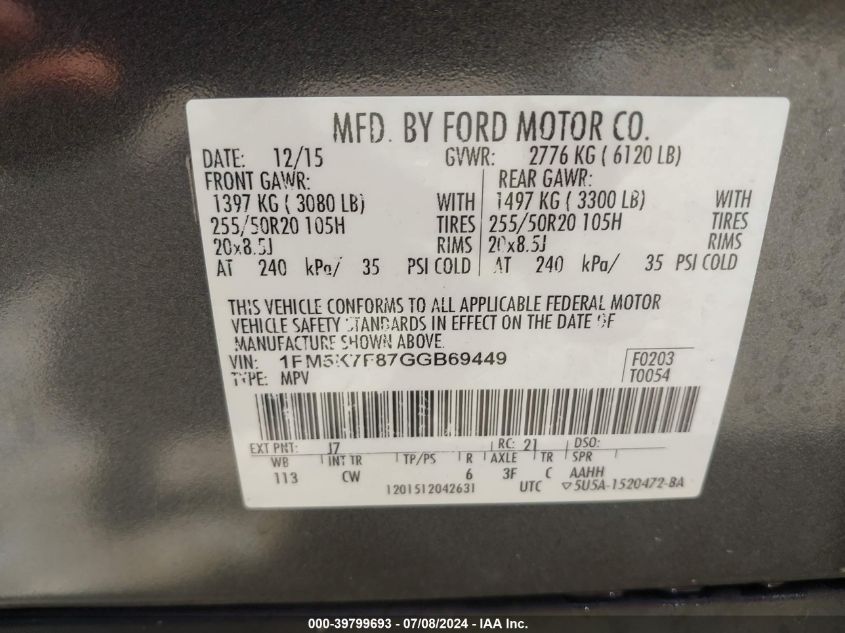 MFD. BY FORD MOTOR CO.
DATE: 12/15 GVWR: 2776 KG ( 6120 LB)
FRONT GAWR: REAR GAWR:
1397 KG ( 3080 LB) WITH 1497 KG ( 3300 LB) WITH
255/50R20 105H TIRES 255/50R20 105H TIRES
20x8.5J RIMS 20x8.5J RIMS
AT 240 kPa/ 35 PSI COLD AT 240 kPa/ 35 PSI COLD
THIS VEHICLE CONFORMS TO ALL APPLICABLE FEDERAL MOTOR
VEHICLE SAFETY STANDARDS IN EFFECT ON THE DATE OF
MANUFACTURE SHOWN ABOVE.
VIN: 1FM5K7F87GGB69449 F0203
TYPE: MPV T0054
EXT PNT: J7 RC: 21 DSO:
WB INT TR TP/PS R AXLE TR SPR
113 CW 6 3F C AAHH
1201512042631 UTC ▽5U5A-1520472-BA
000-39799693 / 07/08/2024 - IAA Inc.